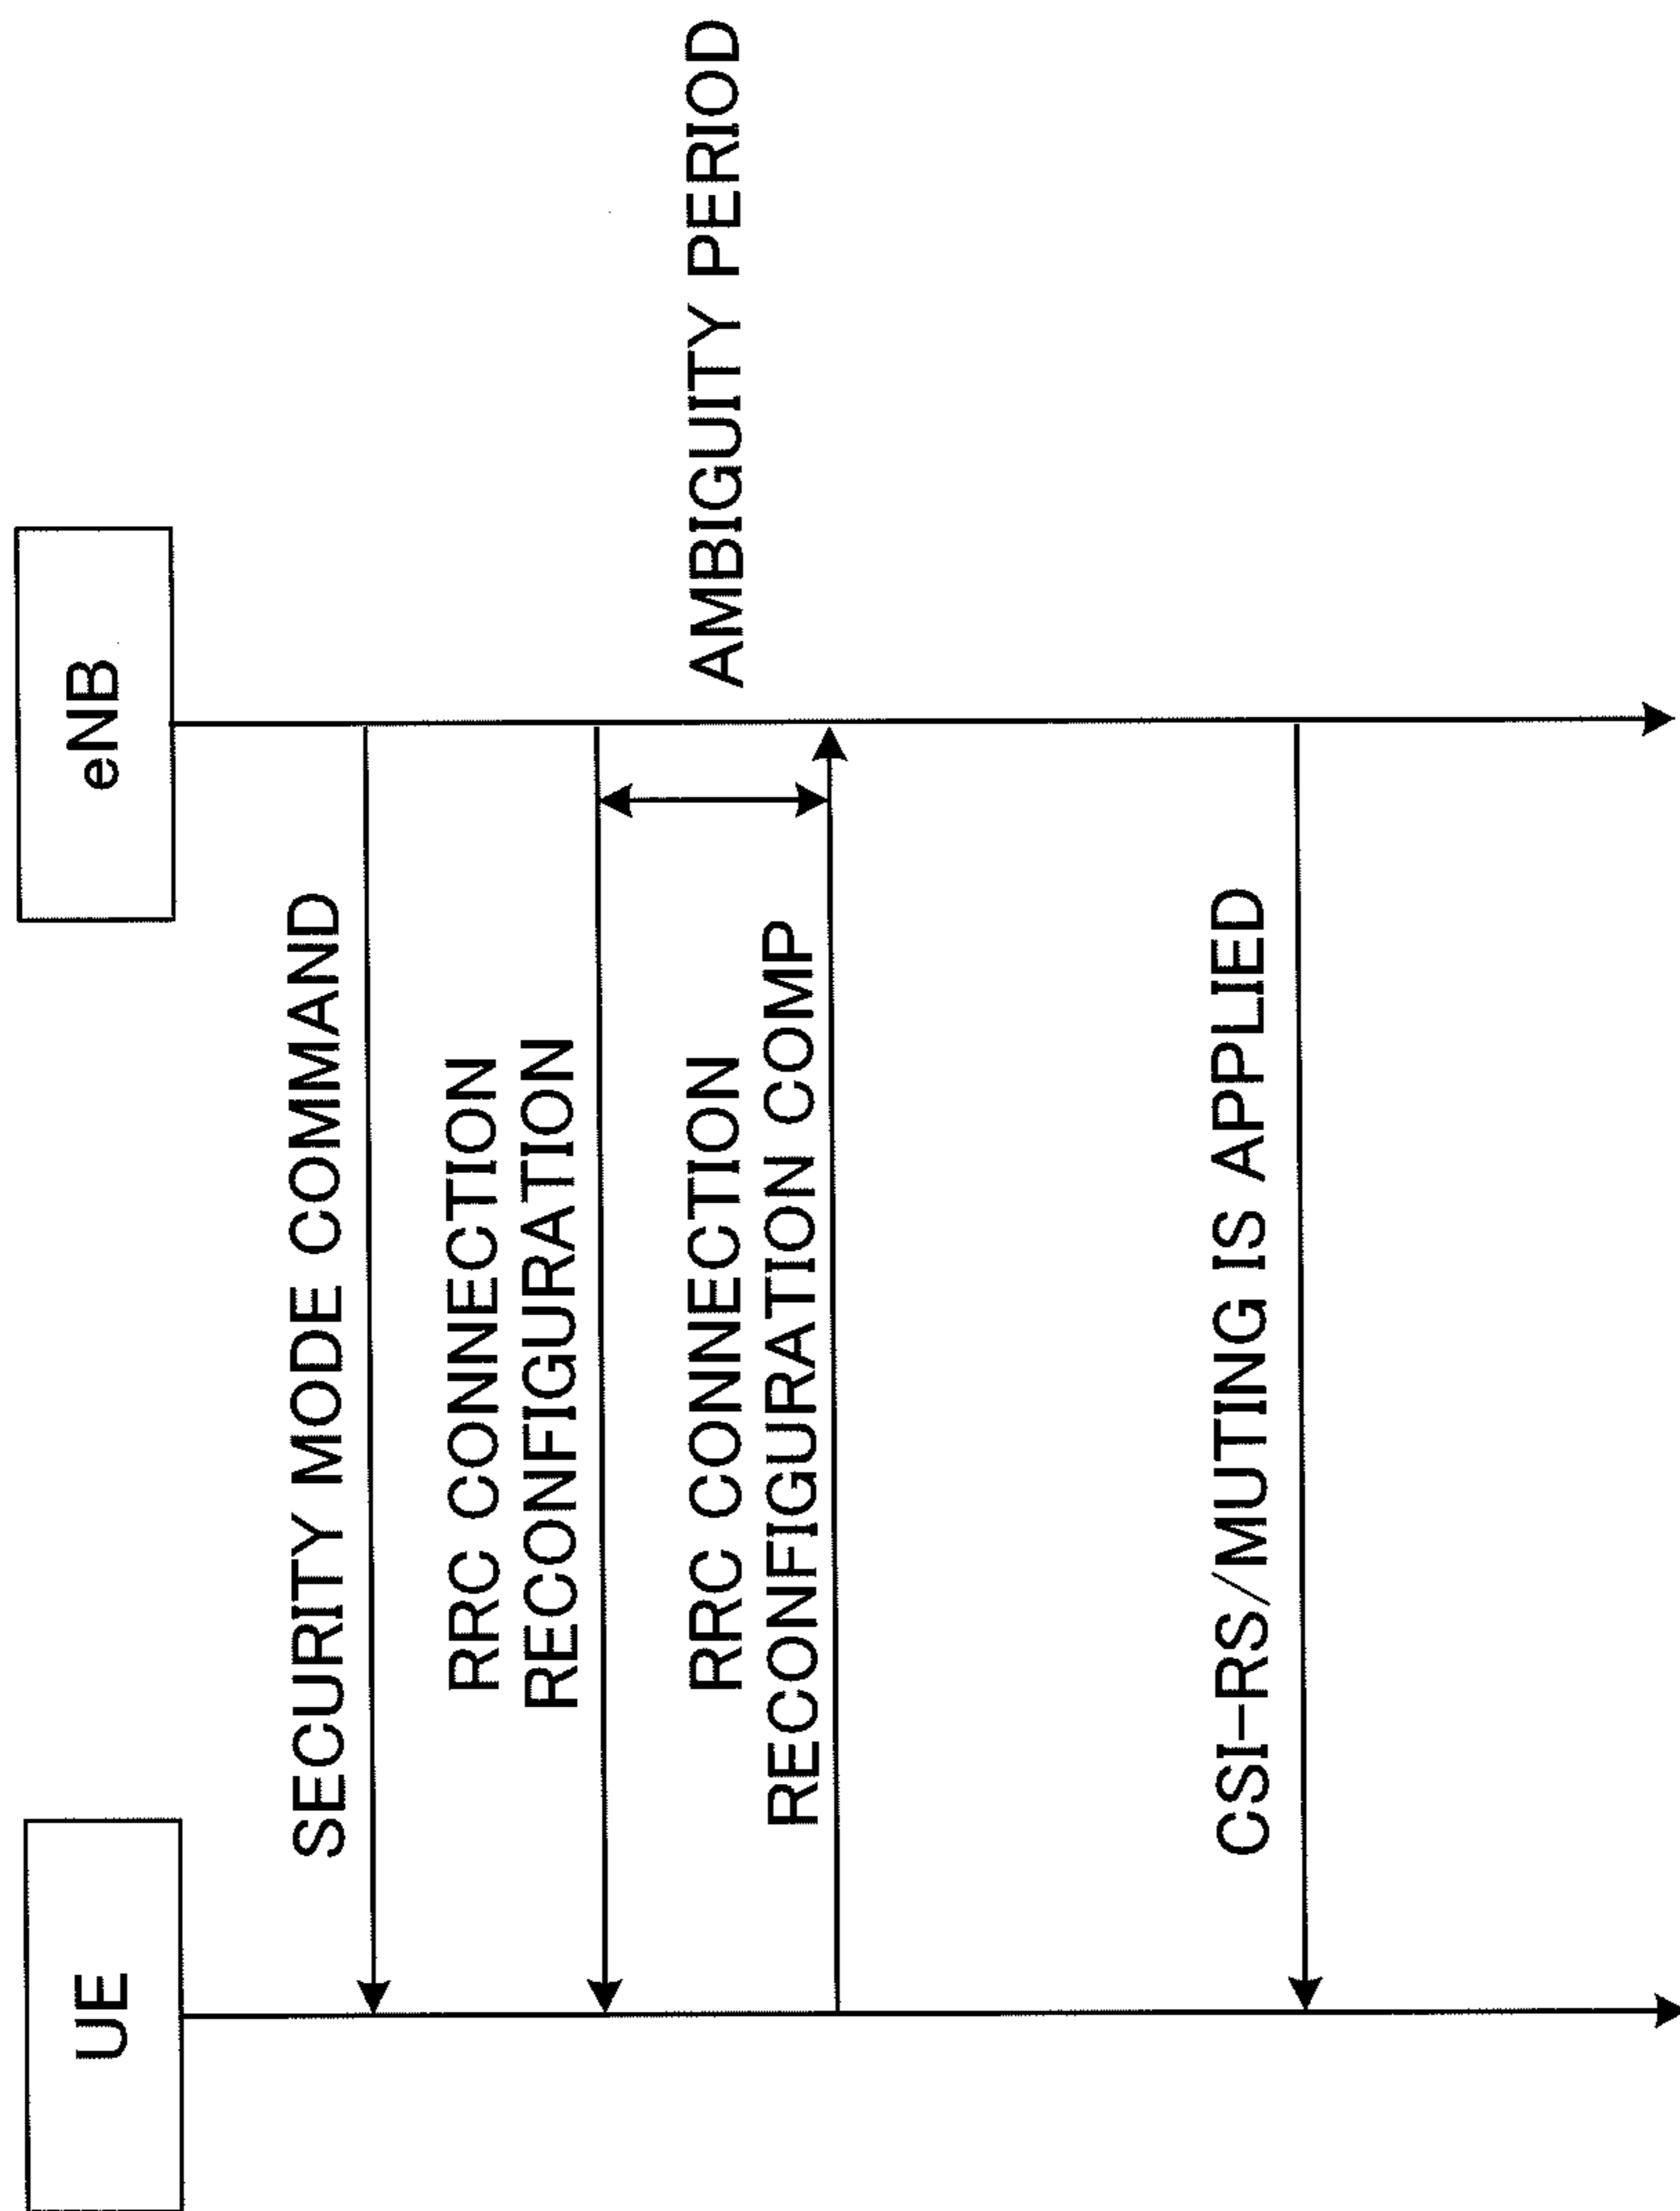 UE
eNB
SECURITY MODE COMMAND
RRC CONNECTION
RECONFIGURATION
AMBIGUITY PERIOD
RRC CONNECTION
RECONFIGURATION COMP
CSI-RS/MUTING IS APPLIED